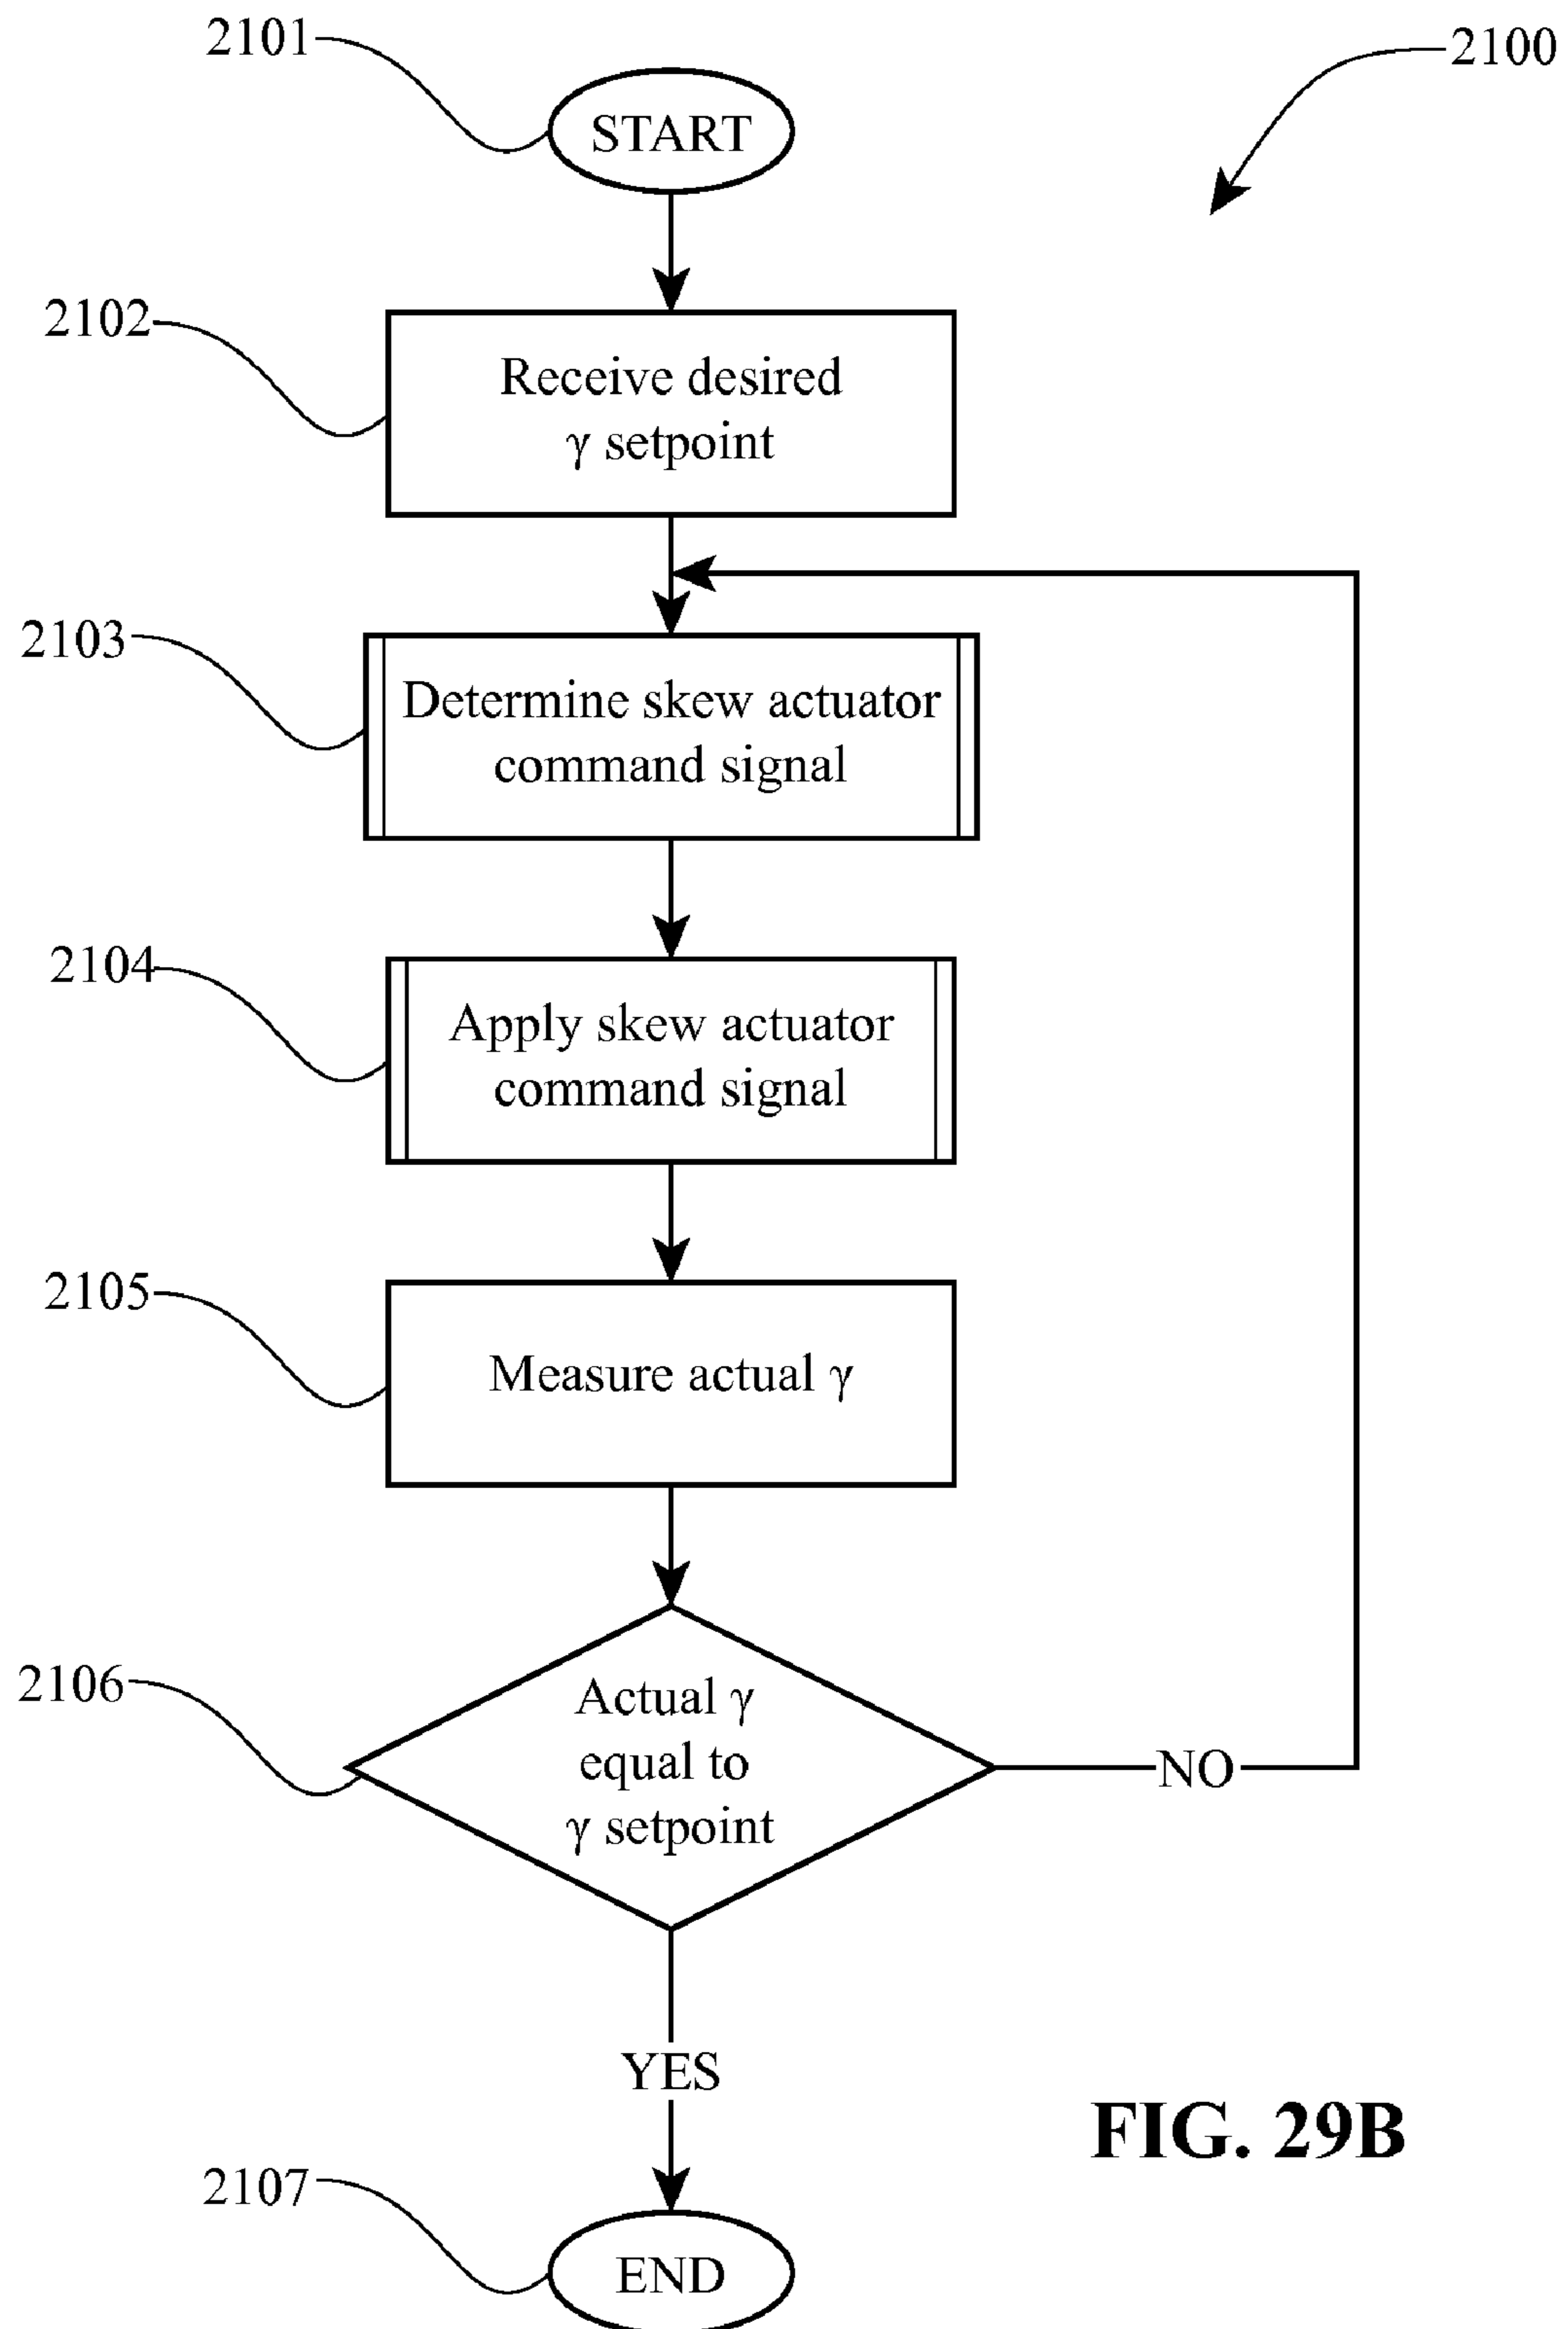 2101
2100
START
2102
Receive desired
γ setpoint
2103
Determine skew actuator
command signal
2104
Apply skew actuator
command signal
2105
Measure actual γ
2106
Actual γ
equal to
γ setpoint
NO
YES
FIG. 29B
2107
END